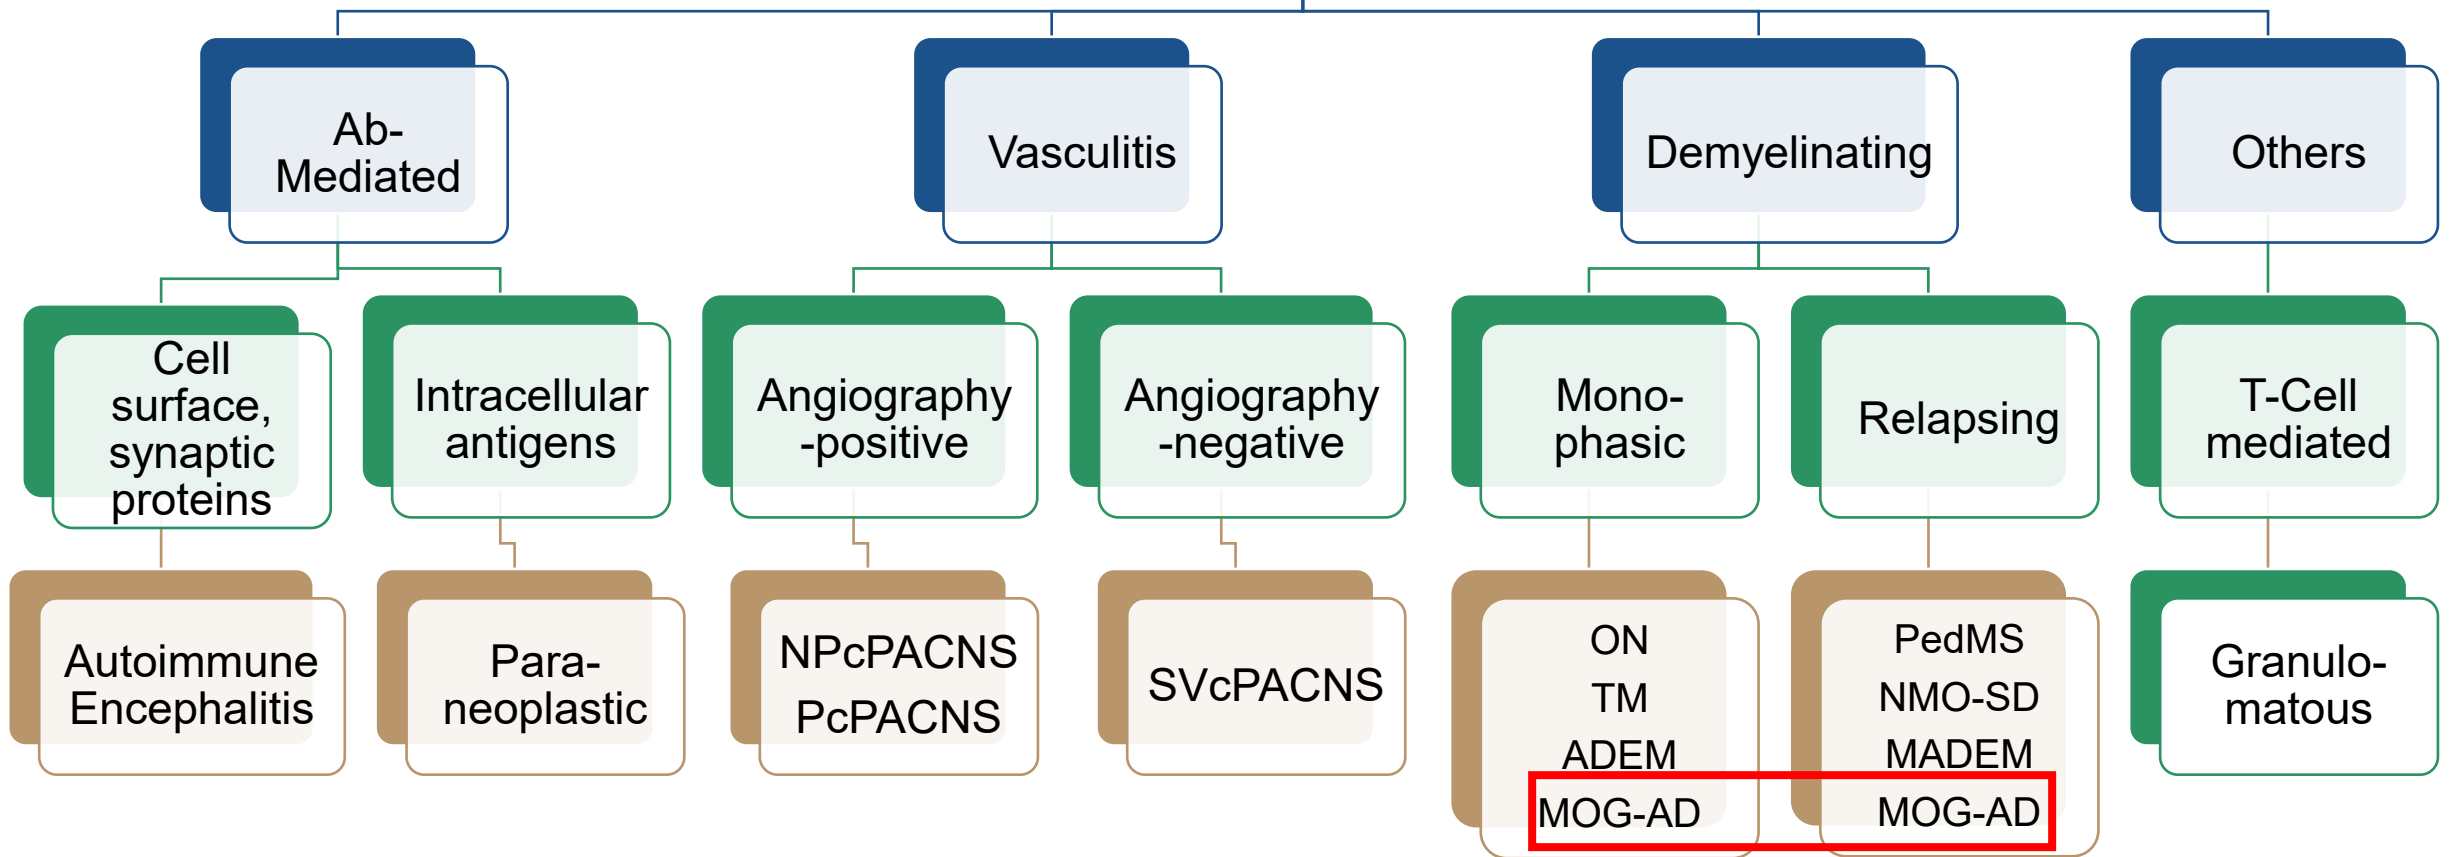 Ab-
Mediated
Vasculitis
Demyelinating
Others
Cell
surface,
synaptic
proteins
Intracellular
antigens
Angiography
-positive
Angiography
-negative
Mono-
phasic
Relapsing
T-Cell
mediated
Autoimmune
Encephalitis
Para-
neoplastic
NPcPACNS
PcPACNS
SVcPACNS
ON
TM
ADEM
MOG-AD
PedMS
NMO-SD
MADEM
MOG-AD
Granulo-
matous